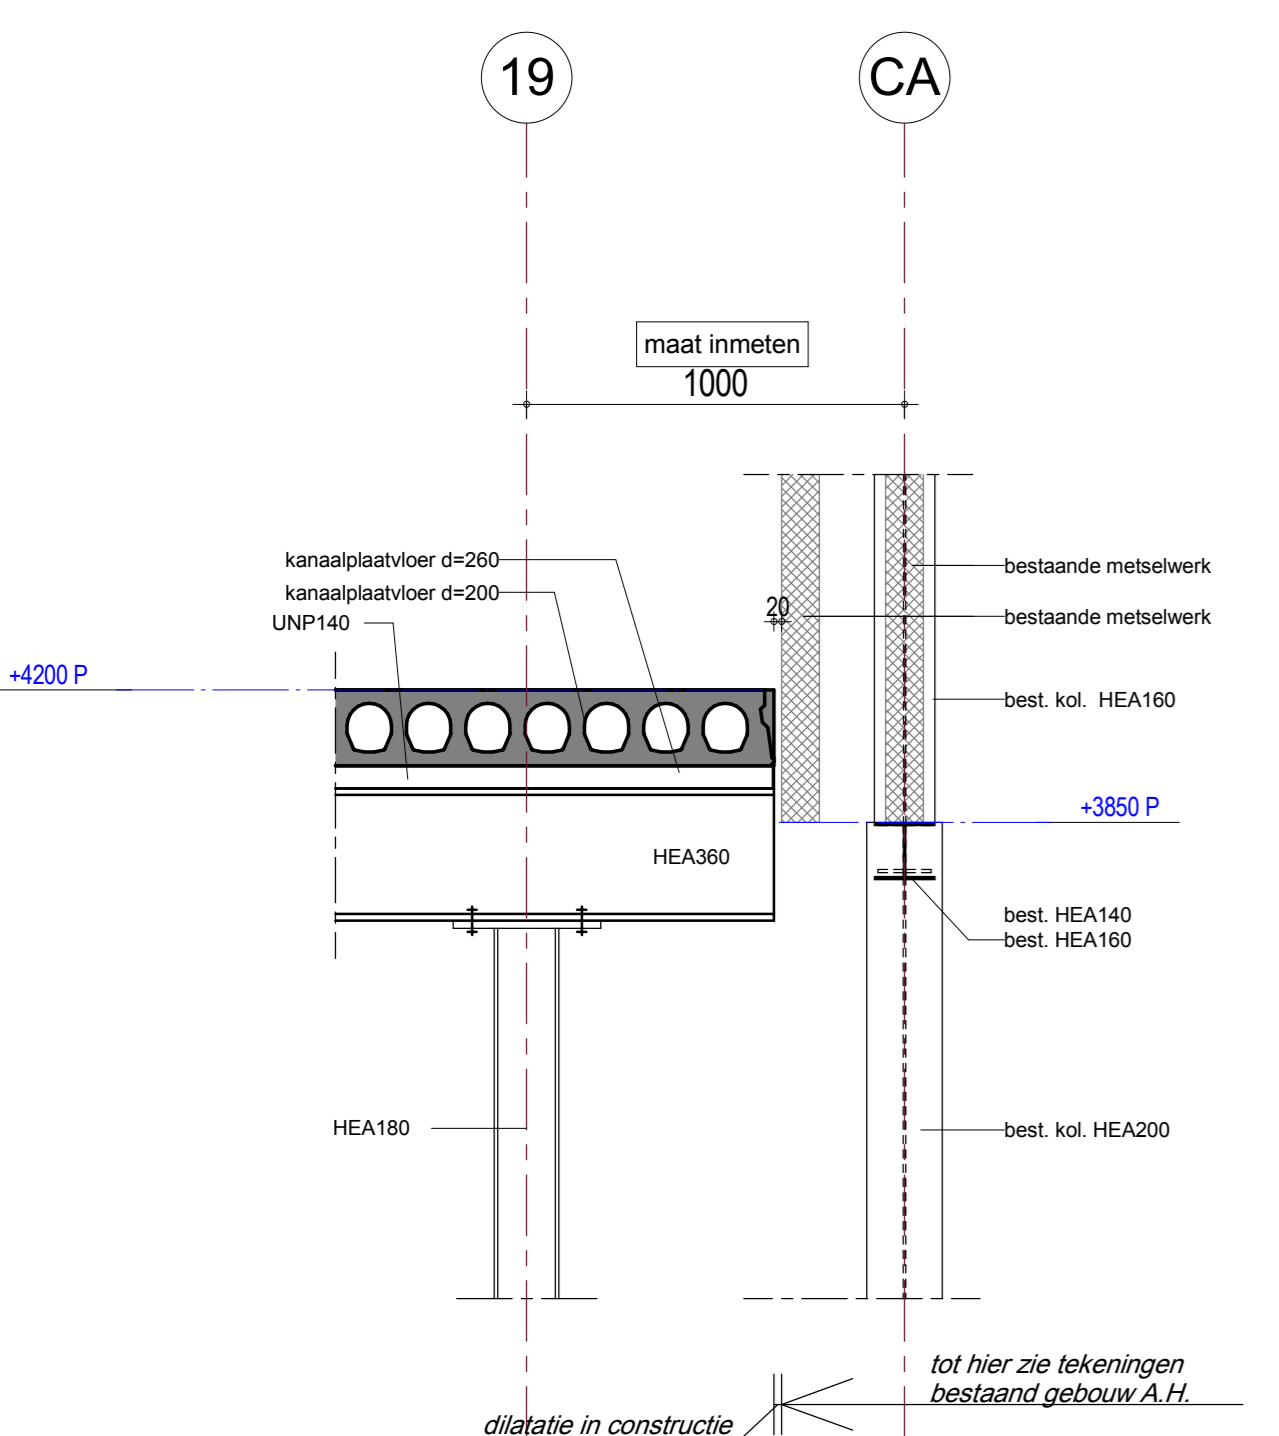 19
CA
maat inmeten
1000
kanaalplaatvloer d=260
kanaalplaatvloer d=200
UNP140
+4200 P
20
bestaande metselwerk
bestaande metselwerk
best. kol. HEA160
+3850 P
HEA360
best. HEA140
best. HEA160
HEA180
best. kol. HEA200
tot hier zie tekeningen
bestaand gebouw A.H.
dilatatie in constructie